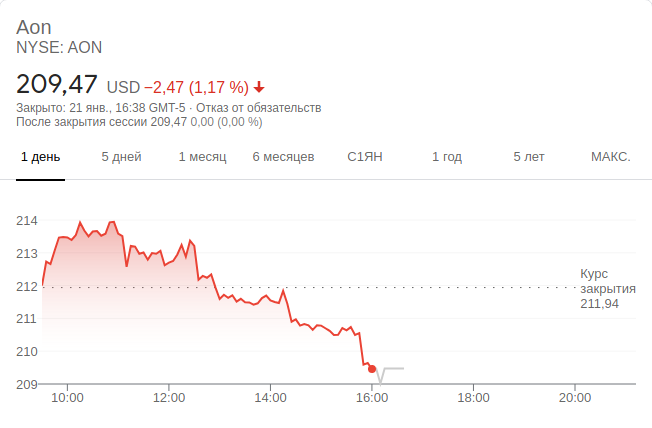 Aon
NYSE: AON
209,47 USD −2,47 (1,17 %)
Закрыто: 21 янв., 16:38 GMT-5 · Отказ от обязательств
После закрытия сессии 209,47 0,00 (0,00 %)
1 день 5 дней 1 месяц 6 месяцев С1ЯН 1 год 5 лет МАКС.
214
213
Курс
212 закрытия
211,94
211
210
209
10:00 12:00 14:00 16:00 18:00 20:00